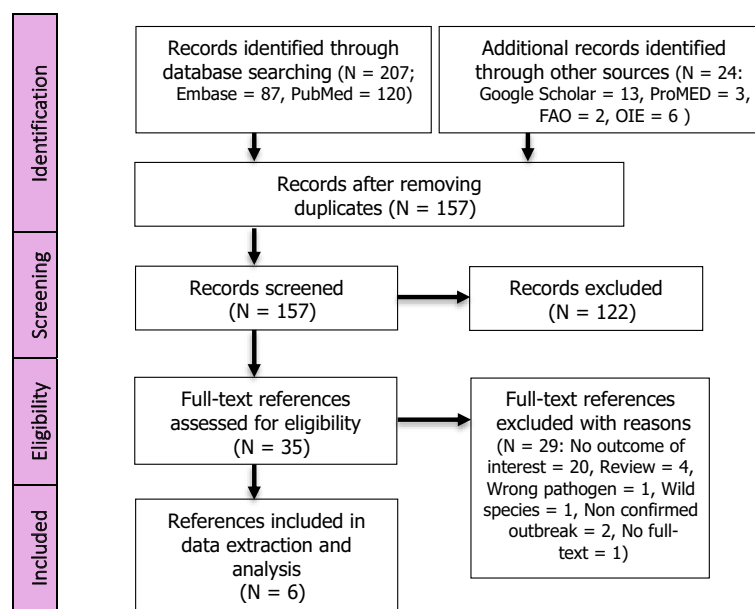 Identification
Records identified through
database searching (N = 207;
Embase = 87, PubMed = 120)
Additional records identified
through other sources (N = 24:
Google Scholar = 13, ProMED = 3,
FAO = 2, OIE = 6 )
Records after removing
duplicates (N = 157)
Screening
Records screened
(N = 157)
Records excluded
(N = 122)
Eligibility
Full-text references
assessed for eligibility
(N = 35)
Full-text references
excluded with reasons
(N = 29: No outcome of
interest = 20, Review = 4,
Wrong pathogen = 1, Wild
species = 1, Non confirmed
outbreak = 2, No full-
text = 1)
Included
References included in
data extraction and
analysis
(N = 6)